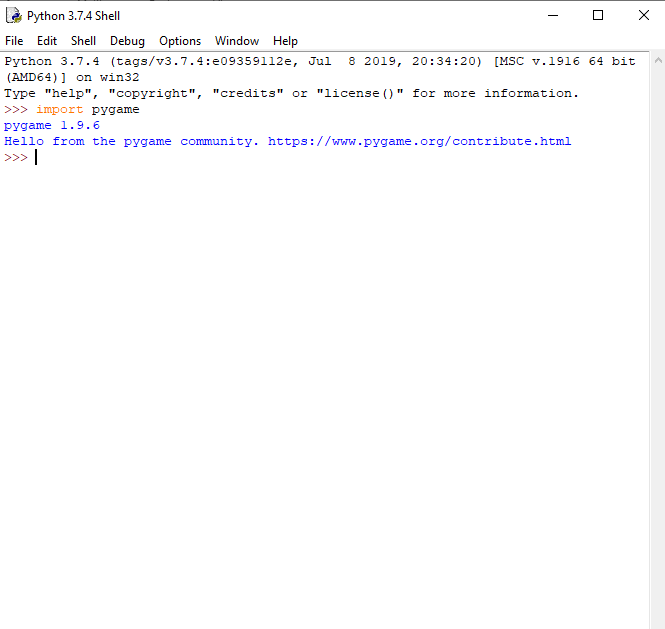 Python 3.7.4 Shell
File Edit Shell Debug Options Window Help
Python 3.7.4 (tags/v3.7.4:e09359112e, Jul  8 2019, 20:34:20) [MSC v.1916 64 bit
(AMD64)] on win32
Type "help", "copyright", "credits" or "license()" for more information.
>>> import pygame
pygame 1.9.6
Hello from the pygame community. https://www.pygame.org/contribute.html
>>>